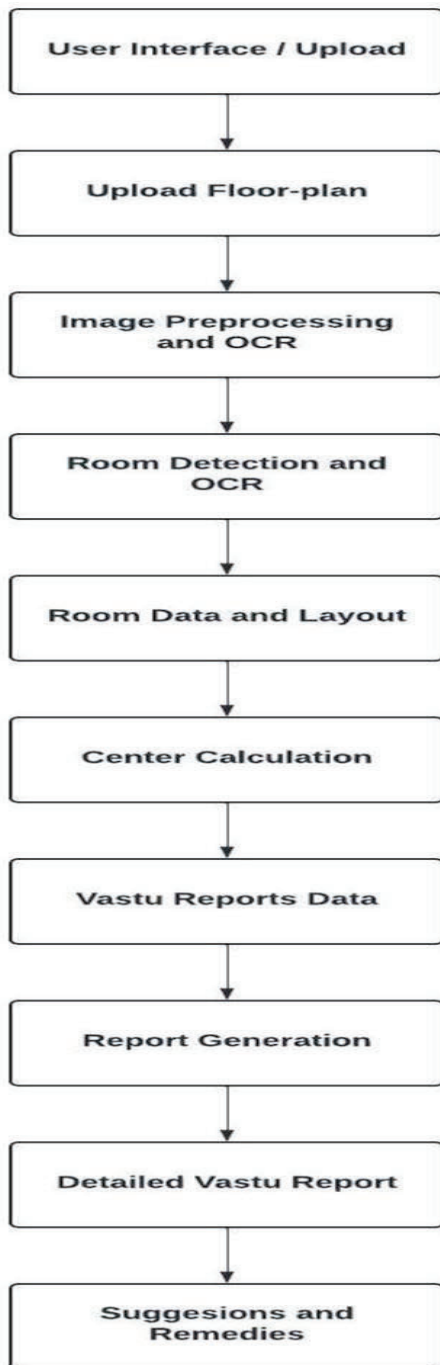 User Interface / Upload
Upload Floor-plan
Image Preprocessing
and OCR
Room Detection and
OCR
Room Data and Layout
Center Calculation
Vastu Reports Data
Report Generation
Detailed Vastu Report
Suggesions and
Remedies